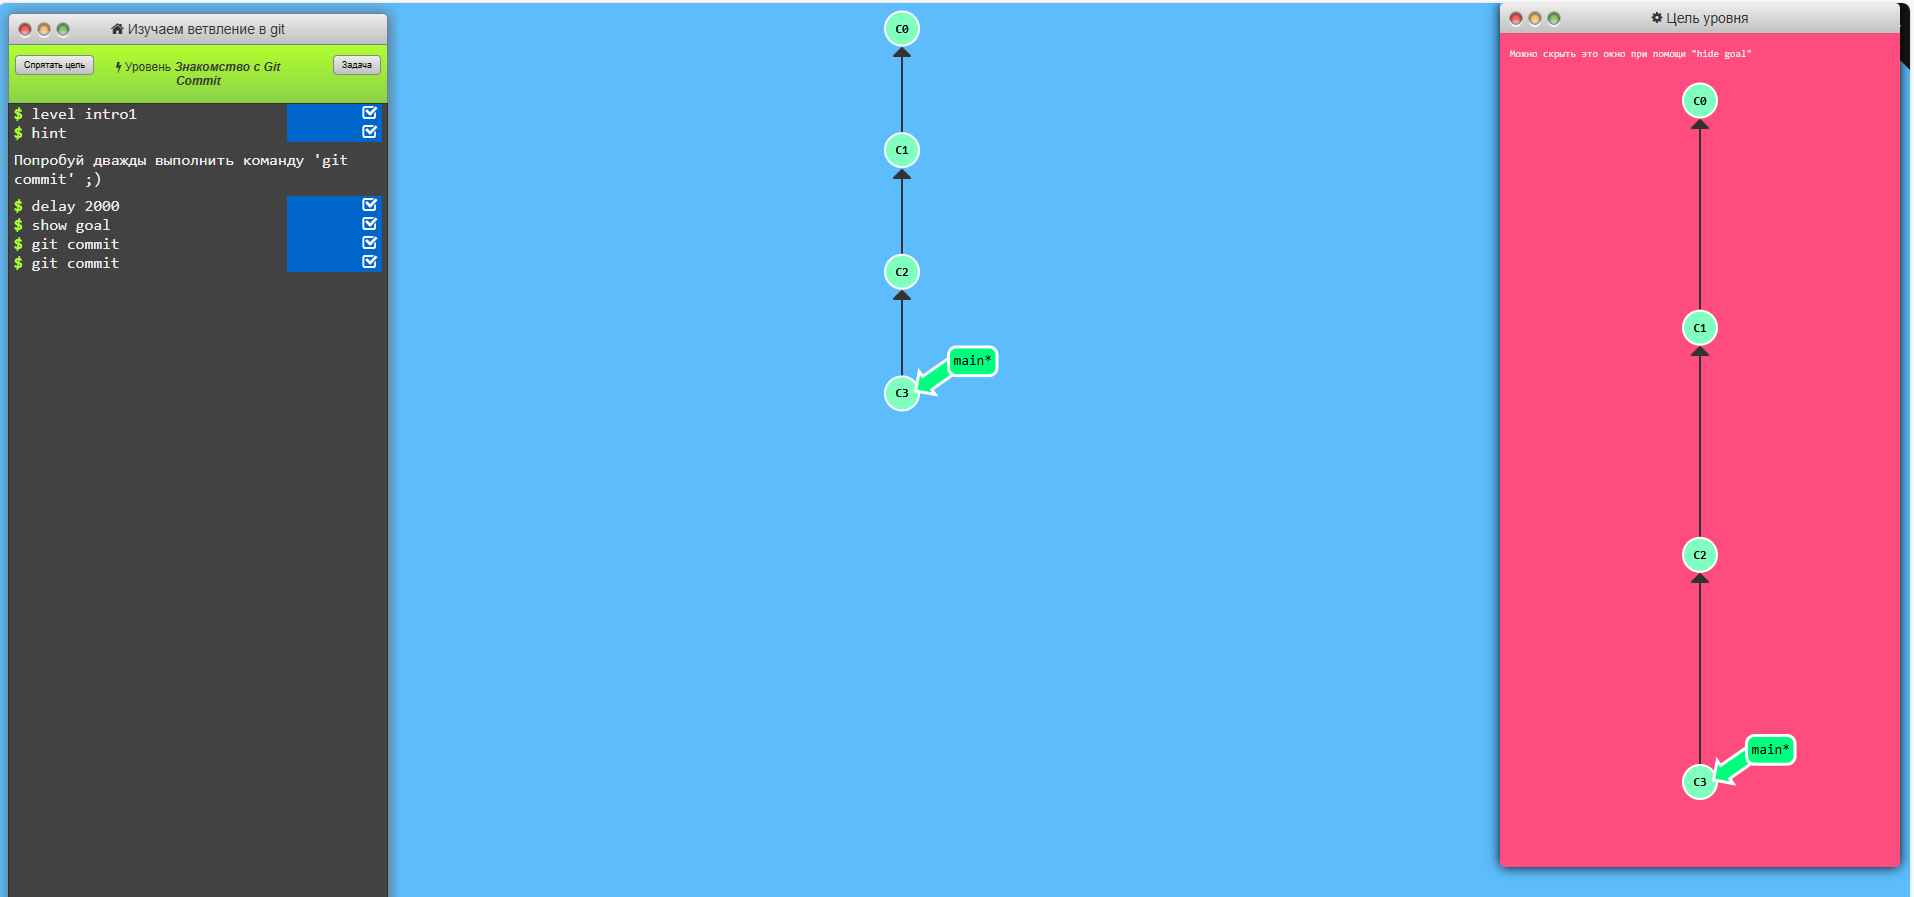 Изучаем ветвление в git
Спрятать цель
Уровень Знакомство с Git
Commit
Задача
$ level intro1
$ hint
Попробуй дважды выполнить команду 'git
commit' ;)
$ delay 2000
$ show goal
$ git commit
$ git commit
C0
C1
C2
main*
C3
Цель уровня
Можно скрыть это окно при помощи "hide goal"
C0
C1
C2
main*
C3